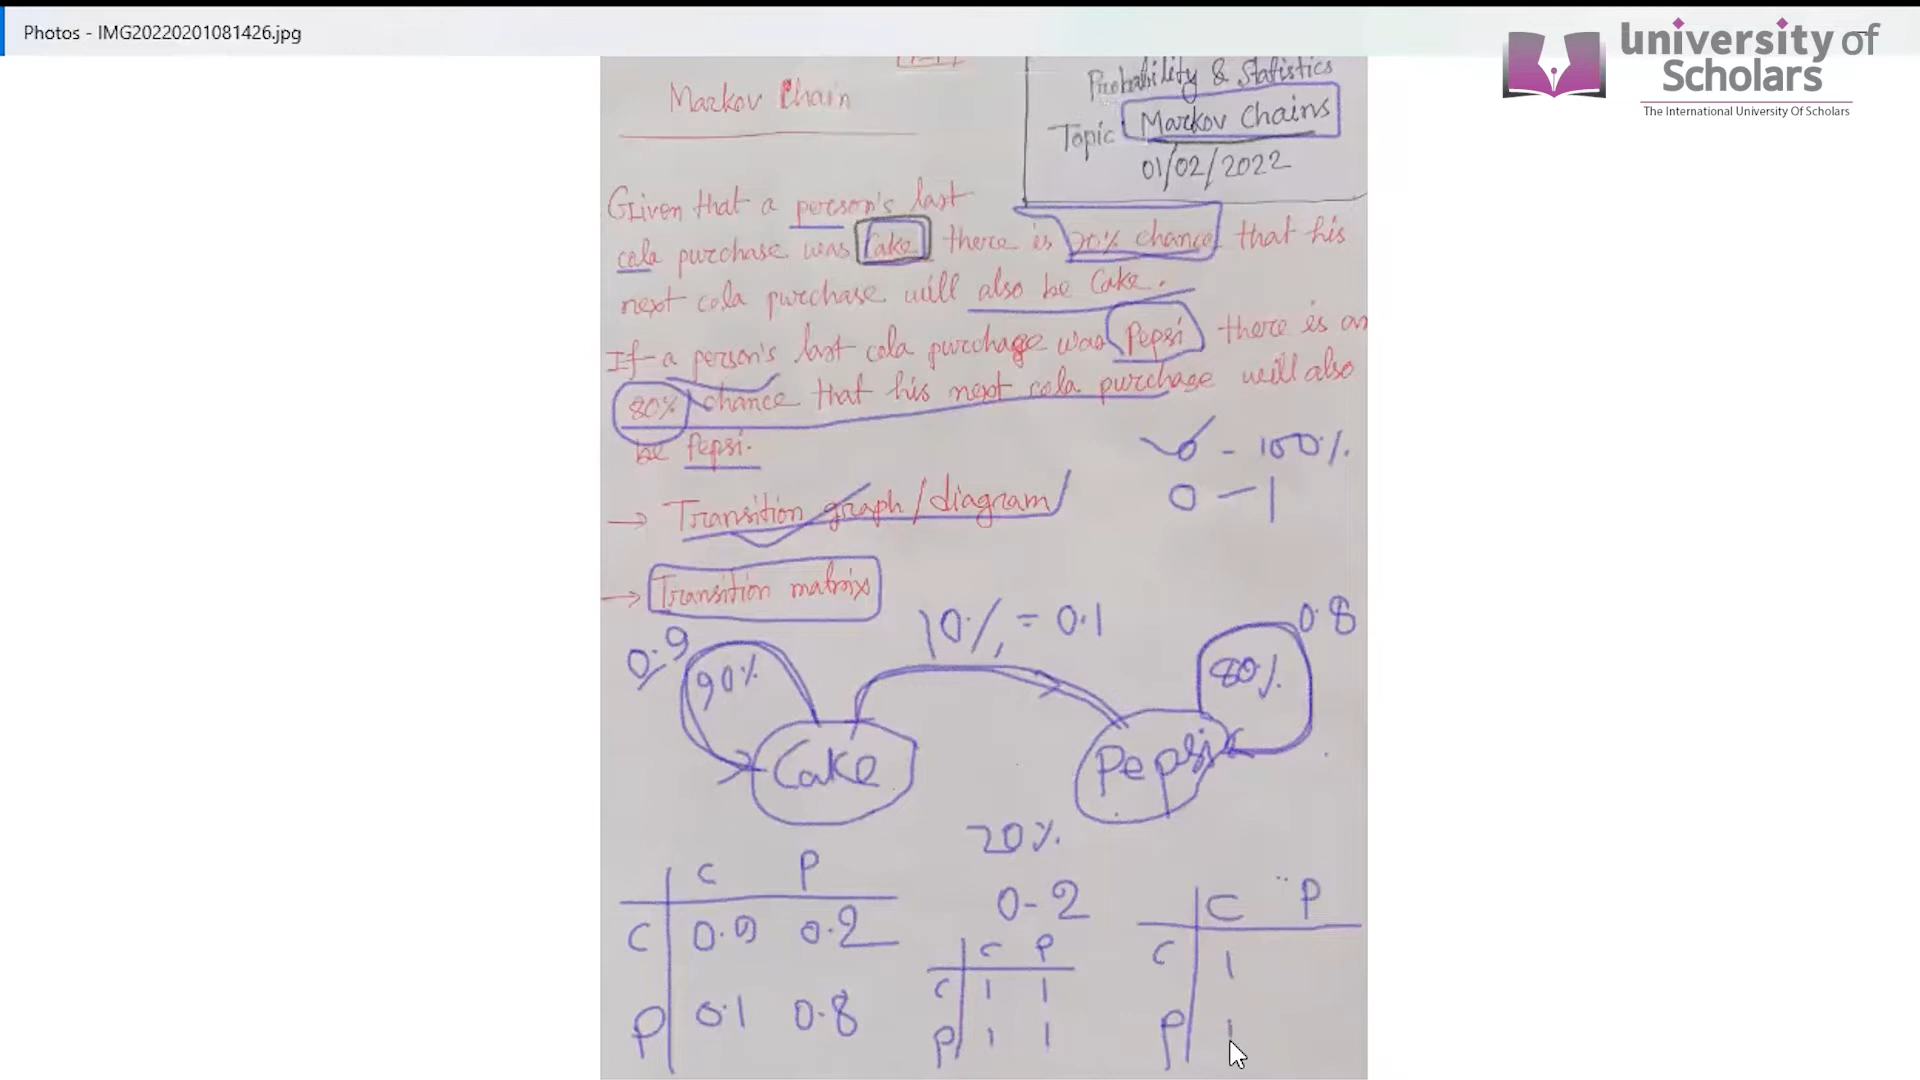 Photos - IMG20220201081426.jpg
University of
Scholars
The International University Of Scholars
Markov Chain
Probability & Statistics
Topic Markov Chains
01/02/2022
Given that a person's last
cola purchase was Cake there is 90% chance that his
next cola purchase will also be Cake.
If a person's last cola purchage was Pepsi there is an
80% chance that his next cola purchase will also
be Pepsi.
0 - 100%
0 - 1
→ Transition graph/diagram
→ Transition matrix
10% = 0.1
0.9
90%
0.8
80%
Cake
Pepsi
20%
0-2
C P
C 0.9 0.2
P 0.1 0.8
C P
C 1 1
P 1 1
C P
C 1
P 1